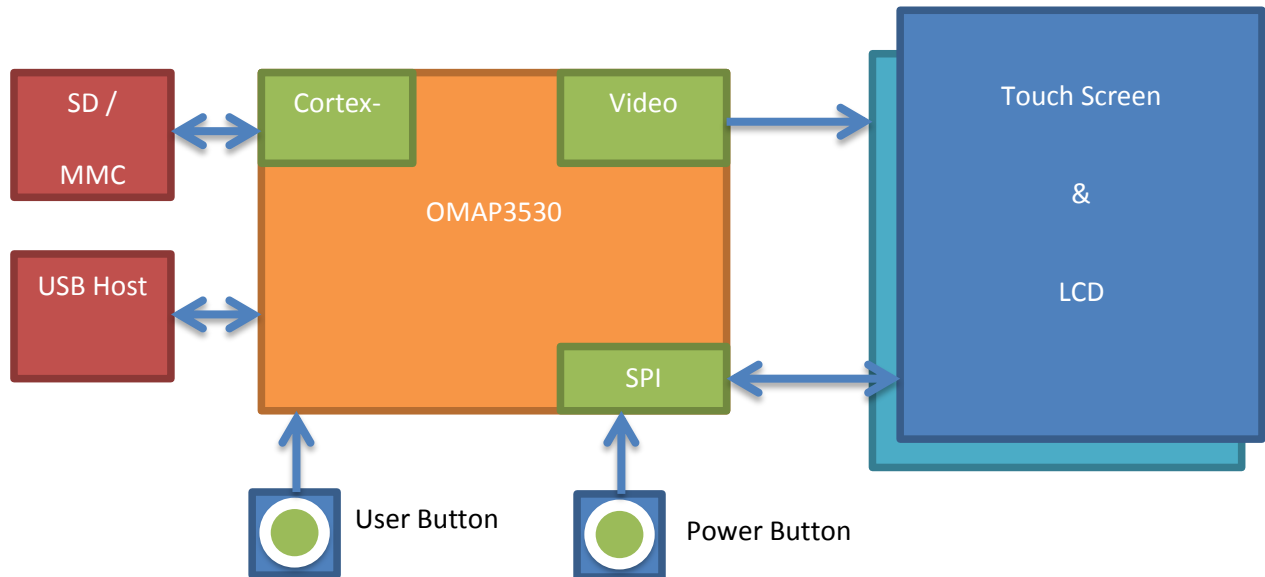 SD /
MMC
Cortex-
Video
Touch Screen
&
LCD
OMAP3530
USB Host
SPI
User Button
Power Button